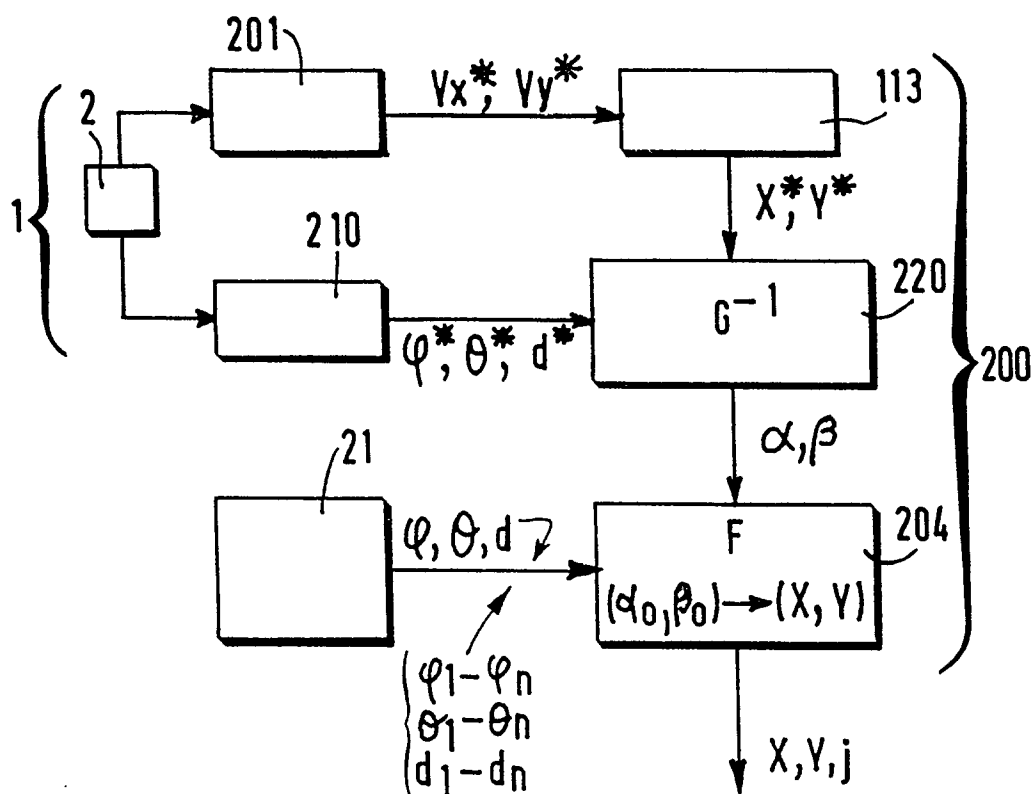 201
Vx*, Vy*
113
2
1
X*, Y*
210
220
G⁻¹
φ*, θ*, d*
200
α, β
21
204
φ, θ, d
F
(α₀, β₀) → (X, Y)
φ1 – φn
θ1 – θn
d1 – dn
X, Y, j